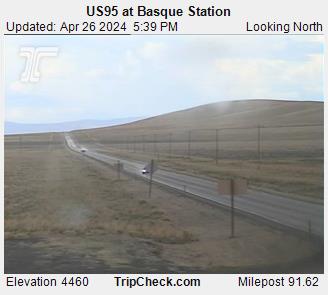 US95 at Basque Station
Updated: Apr 26 2024 5:39 PM Looking North
Elevation 4460 TripCheck.com Milepost 91.62